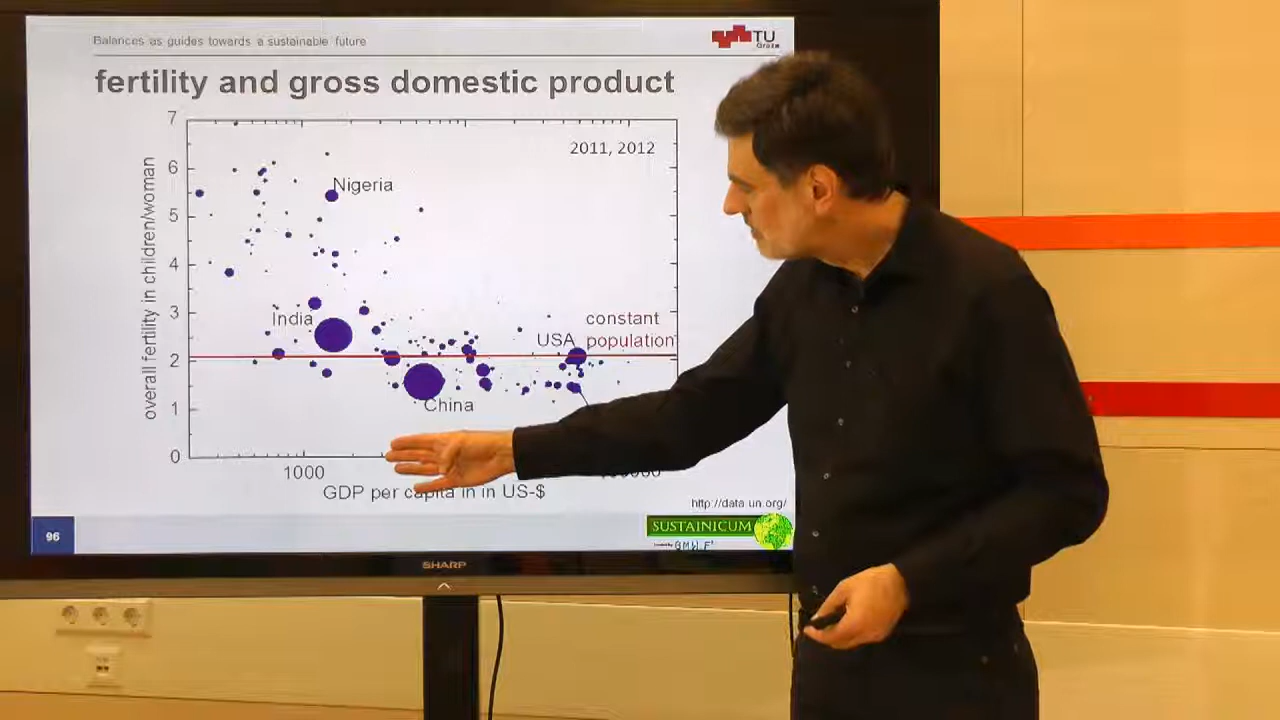 Balances as guides towards a sustainable future
TU
Graz
fertility and gross domestic product
7
2011, 2012
6
Nigeria
5
4
3
India
constant
USA
population
2
1
China
0
1000
overall fertility in children/woman
GDP per capita in in US-$
http://data.un.org/
96
SUSTAINICUM
SHARP